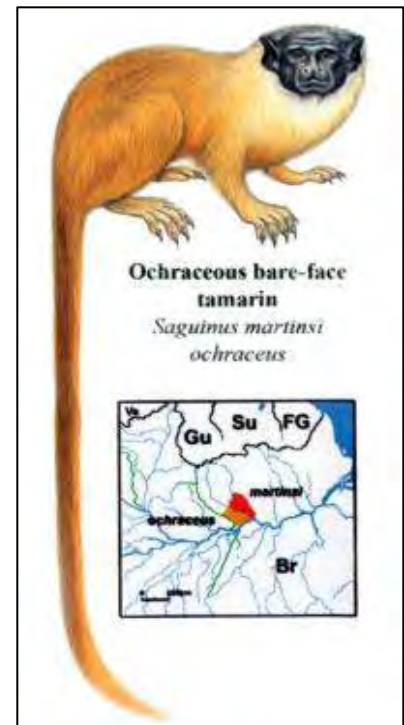 Ochraceous bare-face
tamarin
Saguinus martinsi
ochraceus
Ve
Gu
Su
FG
martinsi
ochraceus
Br